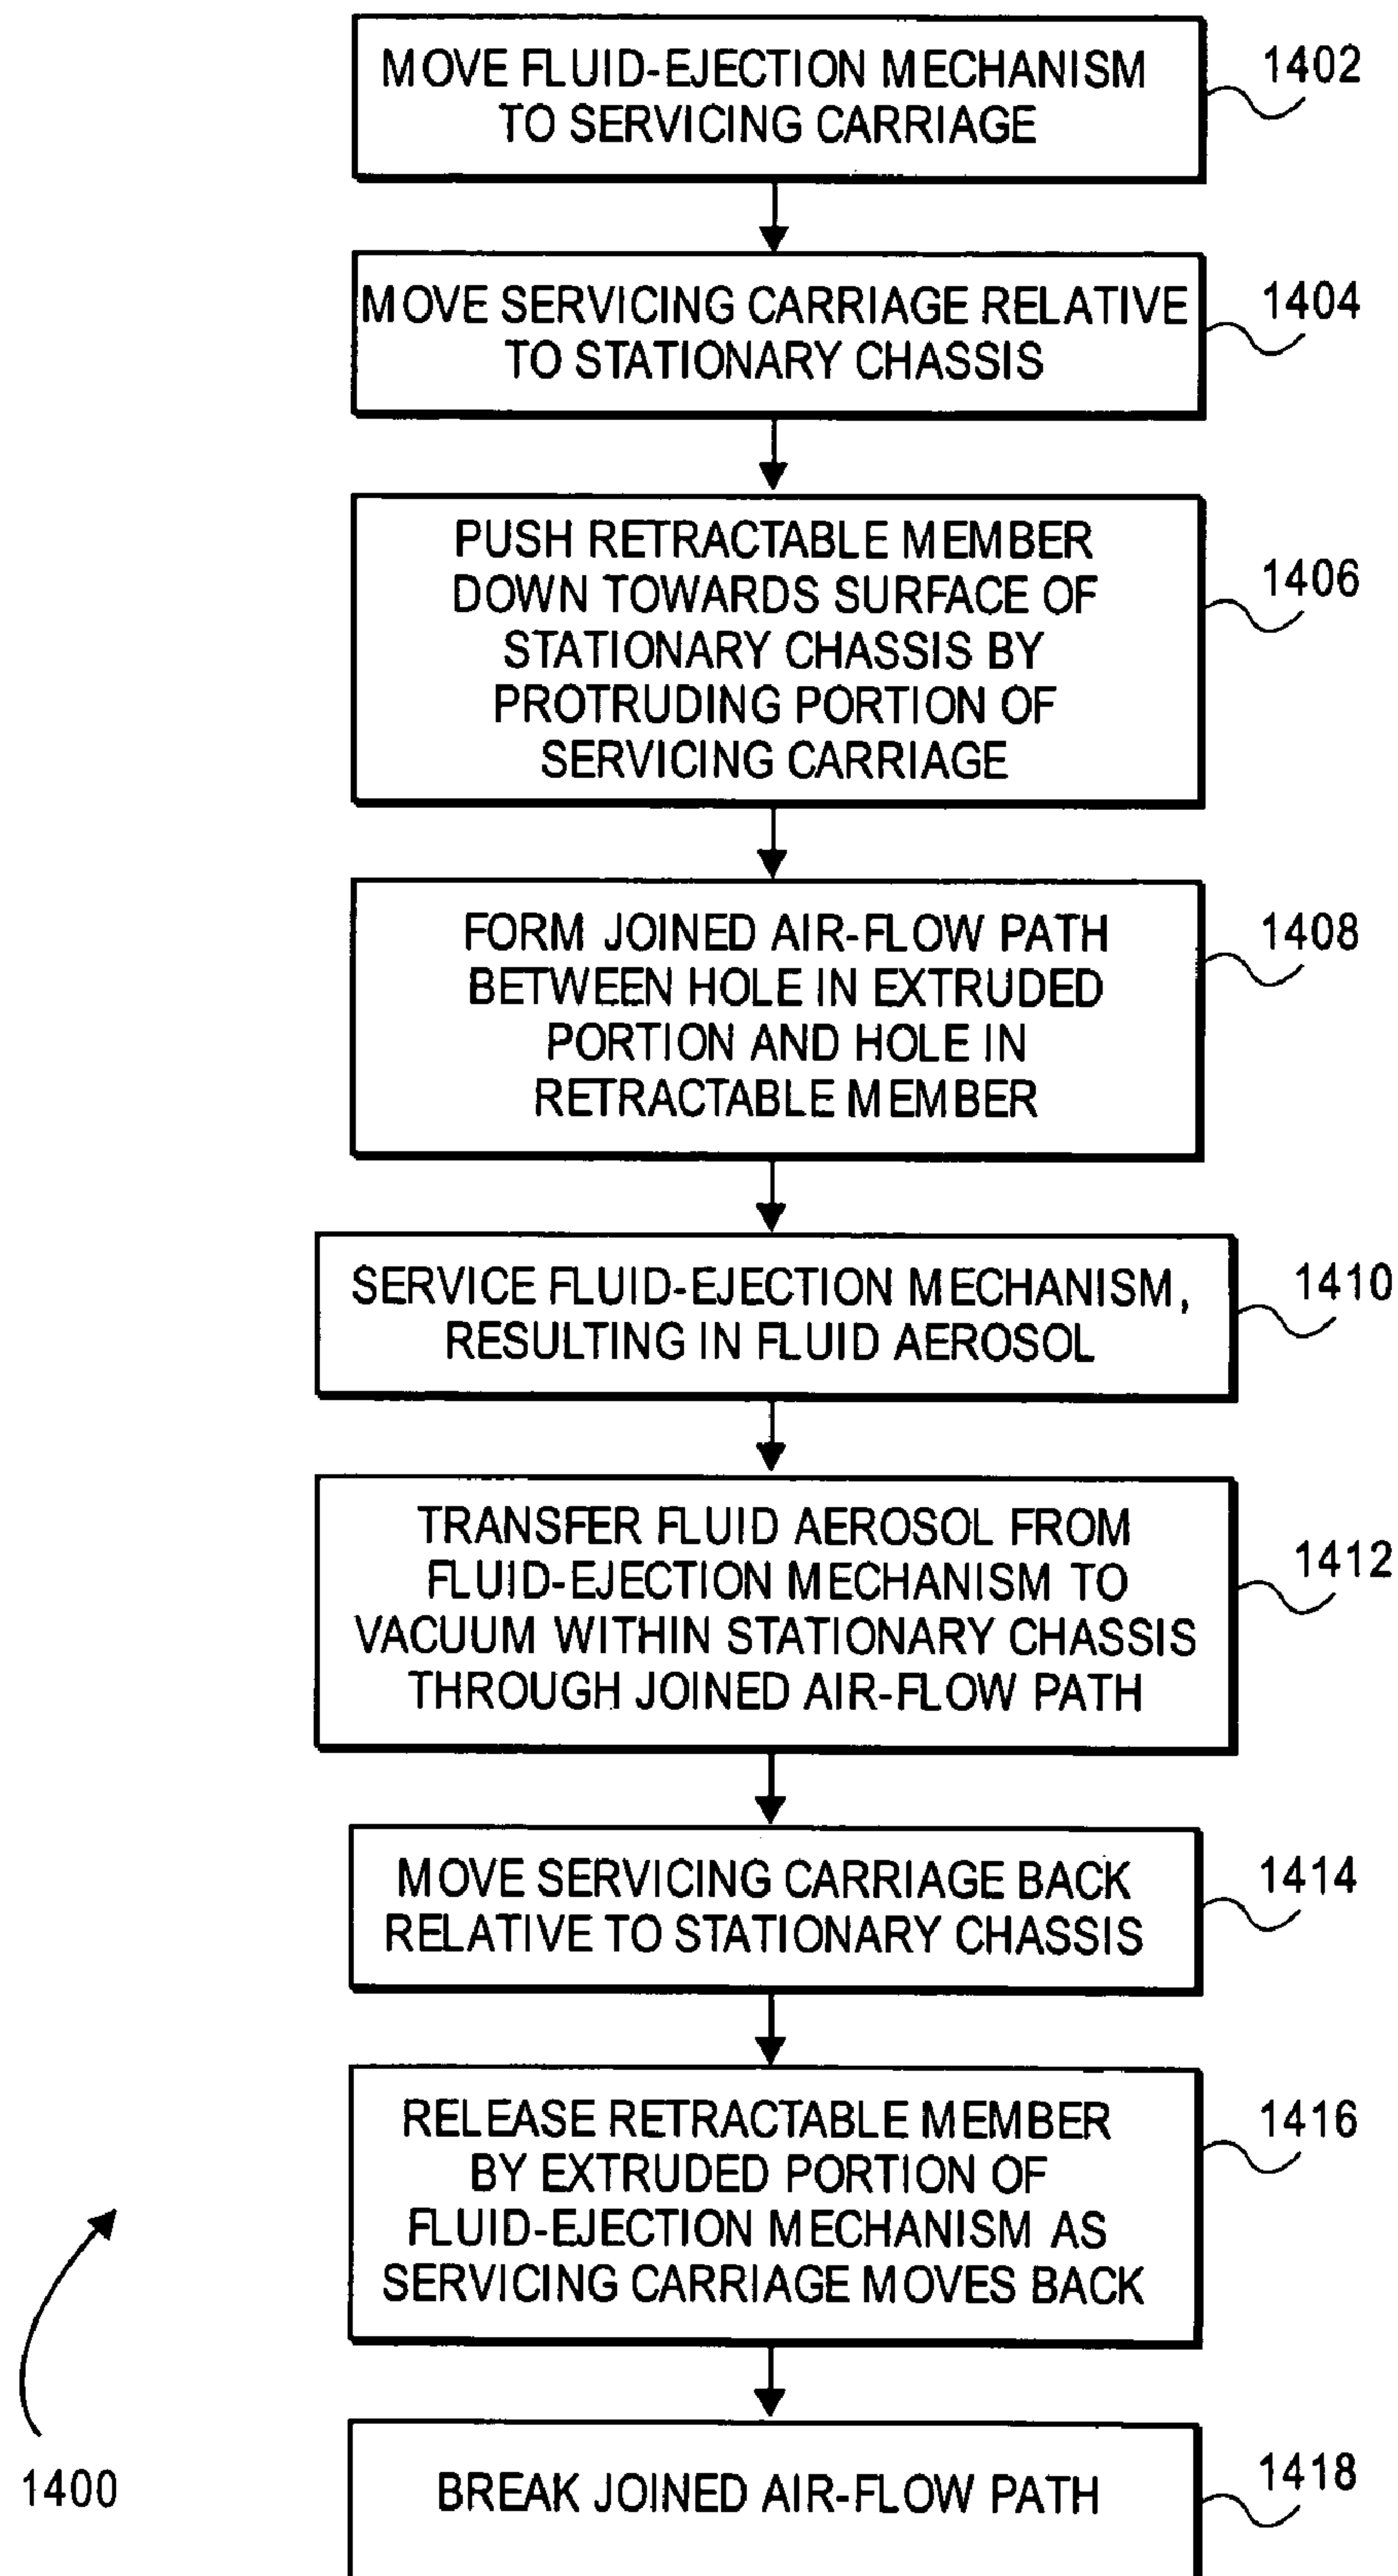 MOVE FLUID-EJECTION MECHANISM
TO SERVICING CARRIAGE
1402
MOVE SERVICING CARRIAGE RELATIVE
TO STATIONARY CHASSIS
1404
PUSH RETRACTABLE MEMBER
DOWN TOWARDS SURFACE OF
STATIONARY CHASSIS BY
PROTRUDING PORTION OF
SERVICING CARRIAGE
1406
FORM JOINED AIR-FLOW PATH
BETWEEN HOLE IN EXTRUDED
PORTION AND HOLE IN
RETRACTABLE MEMBER
1408
SERVICE FLUID-EJECTION MECHANISM,
RESULTING IN FLUID AEROSOL
1410
TRANSFER FLUID AEROSOL FROM
FLUID-EJECTION MECHANISM TO
VACUUM WITHIN STATIONARY CHASSIS
THROUGH JOINED AIR-FLOW PATH
1412
MOVE SERVICING CARRIAGE BACK
RELATIVE TO STATIONARY CHASSIS
1414
RELEASE RETRACTABLE MEMBER
BY EXTRUDED PORTION OF
FLUID-EJECTION MECHANISM AS
SERVICING CARRIAGE MOVES BACK
1416
BREAK JOINED AIR-FLOW PATH
1418
1400